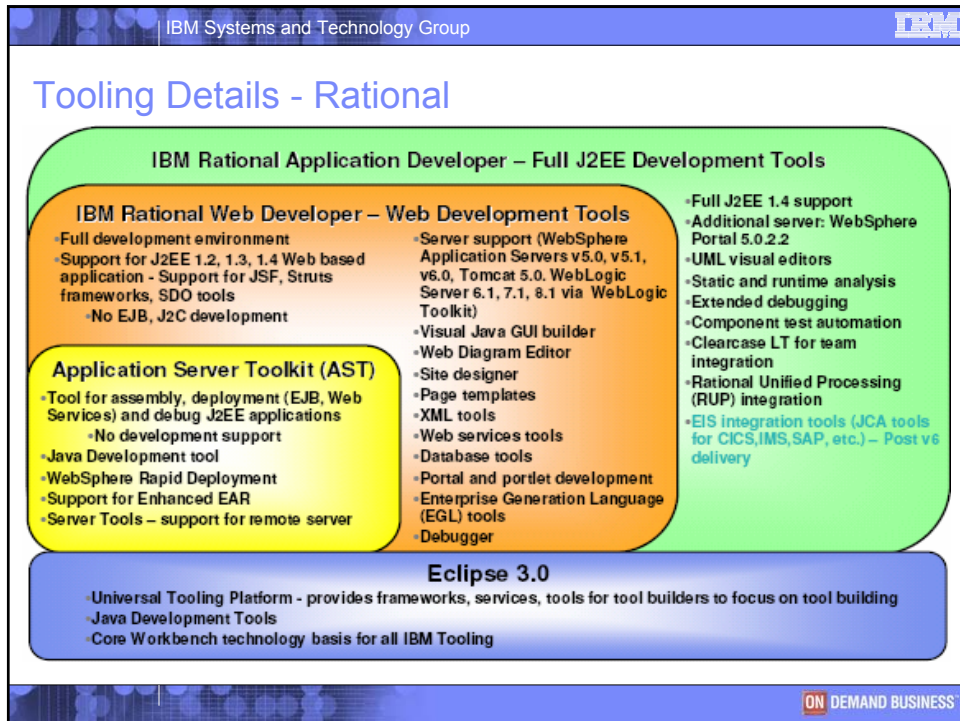 IBM Systems and Technology Group
IBM
Tooling Details - Rational
IBM Rational Application Developer – Full J2EE Development Tools
IBM Rational Web Developer – Web Development Tools
•Full development environment
•Support for J2EE 1.2, 1.3, 1.4 Web based
application - Support for JSF, Struts
frameworks, SDO tools
•No EJB, J2C development
Application Server Toolkit (AST)
•Tool for assembly, deployment (EJB, Web
Services) and debug J2EE applications
•No development support
•Java Development tool
•WebSphere Rapid Deployment
•Support for Enhanced EAR
•Server Tools – support for remote server
•Server support (WebSphere
Application Servers v5.0, v5.1,
v6.0, Tomcat 5.0. WebLogic
Server 6.1, 7.1, 8.1 via WebLogic
Toolkit)
•Visual Java GUI builder
•Web Diagram Editor
•Site designer
•Page templates
•XML tools
•Web services tools
•Database tools
•Portal and portlet development
•Enterprise Generation Language
(EGL) tools
•Debugger
•Full J2EE 1.4 support
•Additional server: WebSphere
Portal 5.0.2.2
•UML visual editors
•Static and runtime analysis
•Extended debugging
•Component test automation
•Clearcase LT for team
integration
•Rational Unified Processing
(RUP) integration
•EIS integration tools (JCA tools
for CICS,IMS,SAP, etc.) – Post v6
delivery
Eclipse 3.0
•Universal Tooling Platform - provides frameworks, services, tools for tool builders to focus on tool building
•Java Development Tools
•Core Workbench technology basis for all IBM Tooling
ON DEMAND BUSINESS™